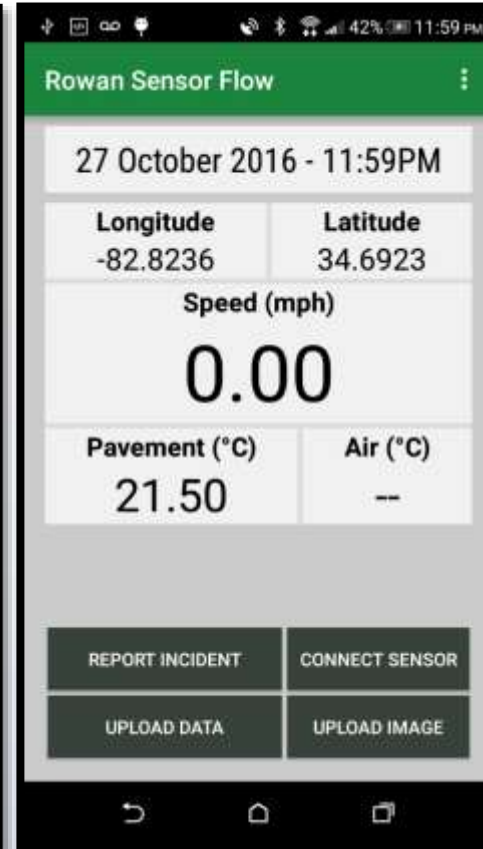 42% 11:59 PM
Rowan Sensor Flow
27 October 2016 - 11:59PM
Longitude Latitude
-82.8236 34.6923
Speed (mph)
0.00
Pavement (°C) Air (°C)
21.50 --
REPORT INCIDENT CONNECT SENSOR
UPLOAD DATA UPLOAD IMAGE